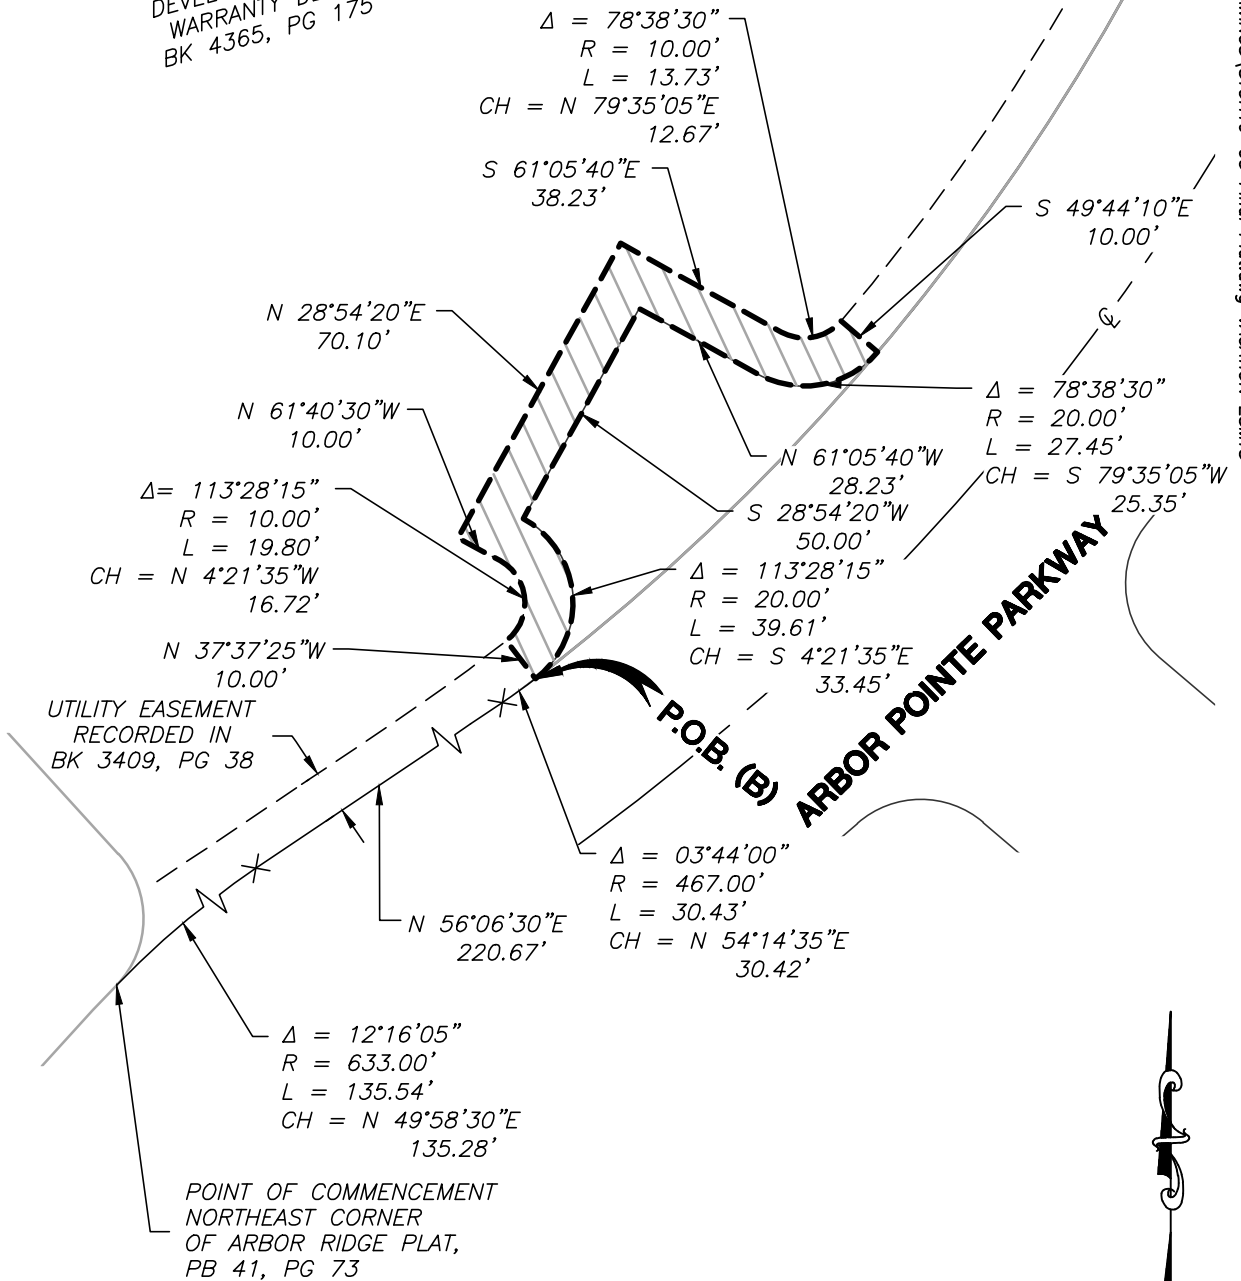 WARRANTY
BK 4365, PG 175
Δ = 78°38'30"
R = 10.00'
L = 13.73'
CH = N 79°35'05"E
12.67'
S 61°05'40"E
38.23'
S 49°44'10"E
10.00'
N 28°54'20"E
70.10'
N 61°40'30"W
10.00'
Δ= 113°28'15"
R = 10.00'
L = 19.80'
CH = N 4°21'35"W
16.72'
N 37°37'25"W
10.00'
UTILITY EASEMENT
RECORDED IN
BK 3409, PG 38
Δ = 78°38'30"
R = 20.00'
L = 27.45'
CH = S 79°35'05"W
25.35'
N 61°05'40"W
28.23'
S 28°54'20"W
50.00'
Δ = 113°28'15"
R = 20.00'
L = 39.61'
CH = S 4°21'35"E
33.45'
P.O.B. (B)
ARBOR POINTE PARKWAY
Δ = 03°44'00"
R = 467.00'
L = 30.43'
CH = N 54°14'35"E
30.42'
N 56°06'30"E
220.67'
Δ = 12°16'05"
R = 633.00'
L = 135.54'
CH = N 49°58'30"E
135.28'
POINT OF COMMENCEMENT
NORTHEAST CORNER
OF ARBOR RIDGE PLAT,
PB 41, PG 73